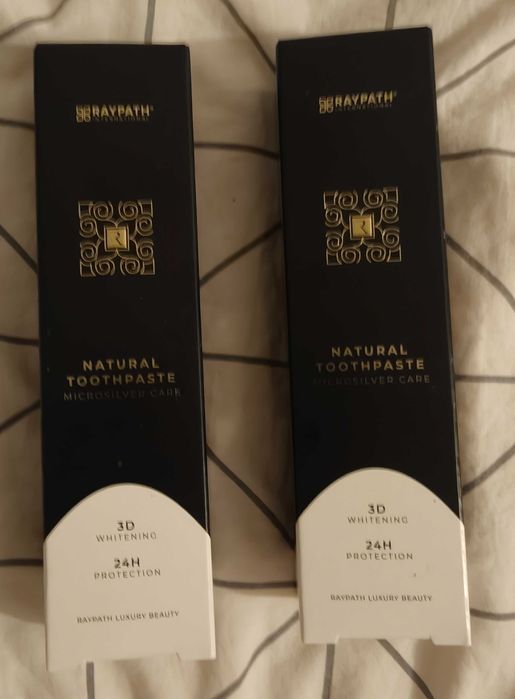 RAYPATH®
INTERNATIONAL
R
NATURAL
TOOTHPASTE
MICROSILVER CARE
3D
WHITENING
24H
PROTECTION
RAYPATH LUXURY BEAUTY
RAYPATH®
INTERNATIONAL
R
NATURAL
TOOTHPASTE
MICROSILVER CARE
3D
WHITENING
24H
PROTECTION
RAYPATH LUXURY BEAUTY